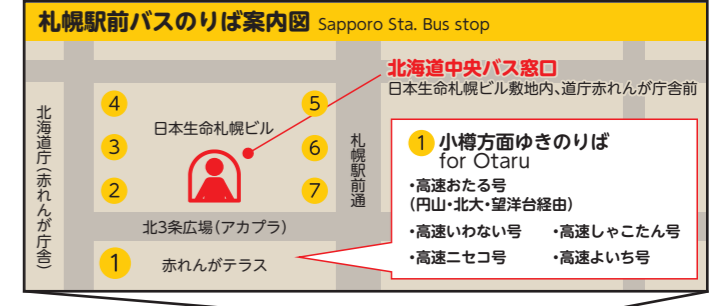 札幌駅前バスのりば案内図 Sapporo Sta. Bus stop
北海道中央バス窓口
日本生命札幌ビル敷地内、道庁赤れんが庁舎前
北海道庁(赤れんが庁舎)
4
3
2
日本生命札幌ビル
5
6
7
札幌駅前通
北3条広場(アカプラ)
1
赤れんがテラス
1 小樽方面ゆきのりば
for Otaru
・高速おたる号
(円山・北大・望洋台経由)
・高速いわない号 ・高速しゃこたん号
・高速ニセコ号 ・高速よいち号